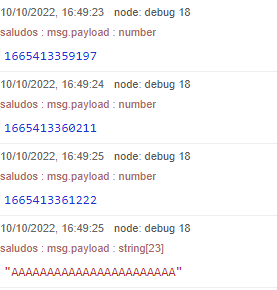 10/10/2022, 16:49:23 node: debug 18
saludos : msg.payload : number
1665413359197
10/10/2022, 16:49:24 node: debug 18
saludos : msg.payload : number
1665413360211
10/10/2022, 16:49:25 node: debug 18
saludos : msg.payload : number
1665413361222
10/10/2022, 16:49:25 node: debug 18
saludos : msg.payload : string[23]
"AAAAAAAAAAAAAAAAAAAAAAA"